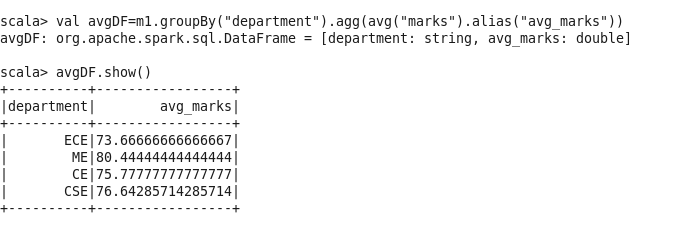 scala> val avgDF=m1.groupBy("department").agg(avg("marks").alias("avg_marks"))
avgDF: org.apache.spark.sql.DataFrame = [department: string, avg_marks: double]
scala> avgDF.show()
+----------+-----------------+
|department|        avg_marks|
+----------+-----------------+
|       ECE|73.66666666666667|
|        ME|80.44444444444444|
|        CE|75.77777777777777|
|       CSE|76.64285714285714|
+----------+-----------------+